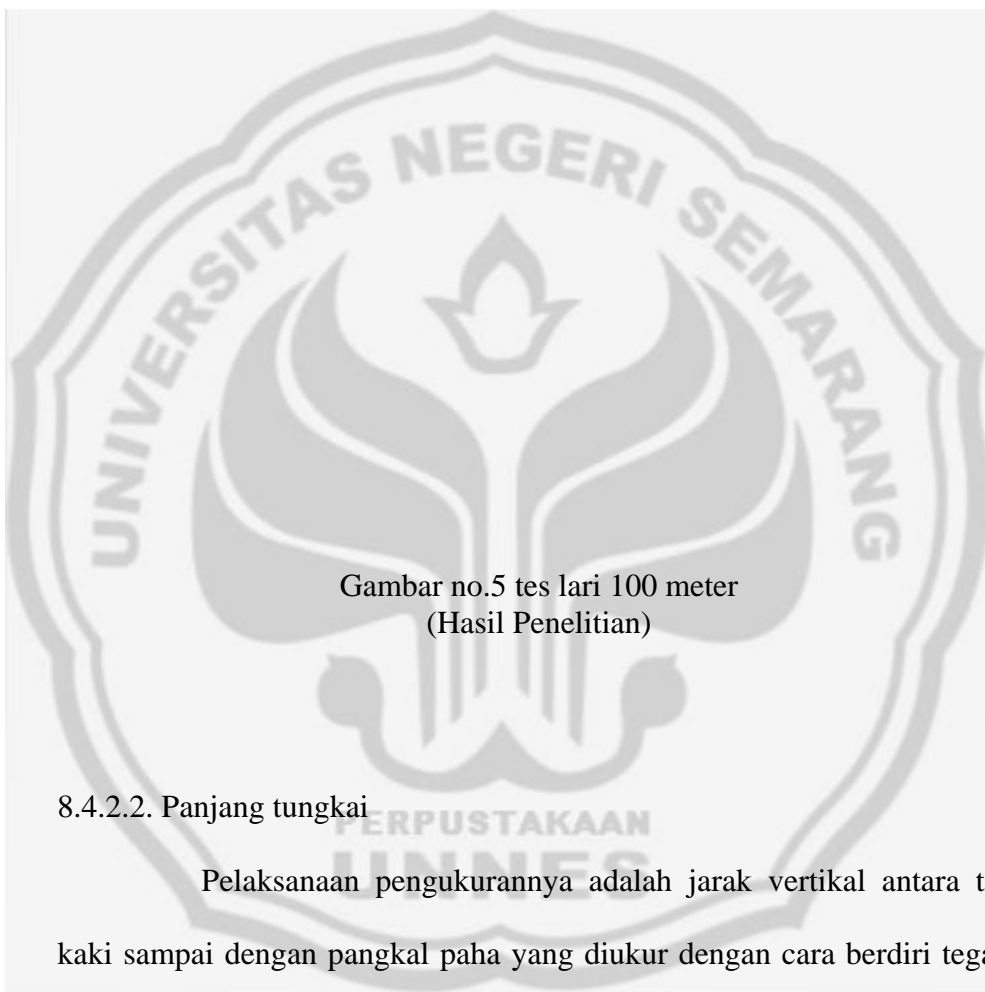 UNIVERSITAS NEGERI SEMARANG
Gambar no.5 tes lari 100 meter
(Hasil Penelitian)
8.4.2.2. Panjang tungkai
PERPUSTAKAAN
UNNES
Pelaksanaan pengukurannya adalah jarak vertikal antara
kaki sampai dengan pangkal paha yang diukur dengan cara berdiri